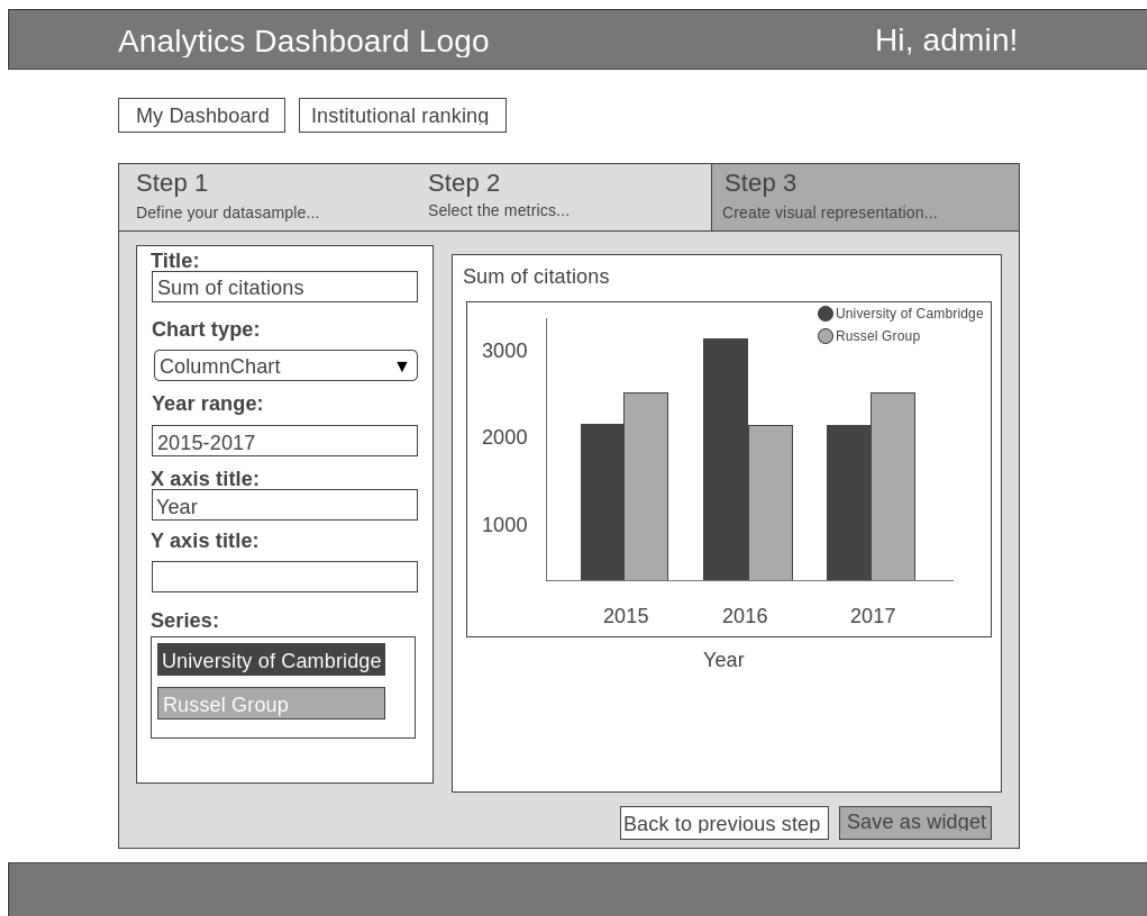 Analytics Dashboard Logo
Hi, admin!
My Dashboard
Institutional ranking
Step 1
Define your datasample...
Step 2
Select the metrics...
Step 3
Create visual representation...
Title:
Sum of citations
Chart type:
ColumnChart ▼
Year range:
2015-2017
X axis title:
Year
Y axis title:
Series:
University of Cambridge
Russel Group
Sum of citations
University of Cambridge
Russel Group
3000
2000
1000
2015 2016 2017
Year
Back to previous step
Save as widget